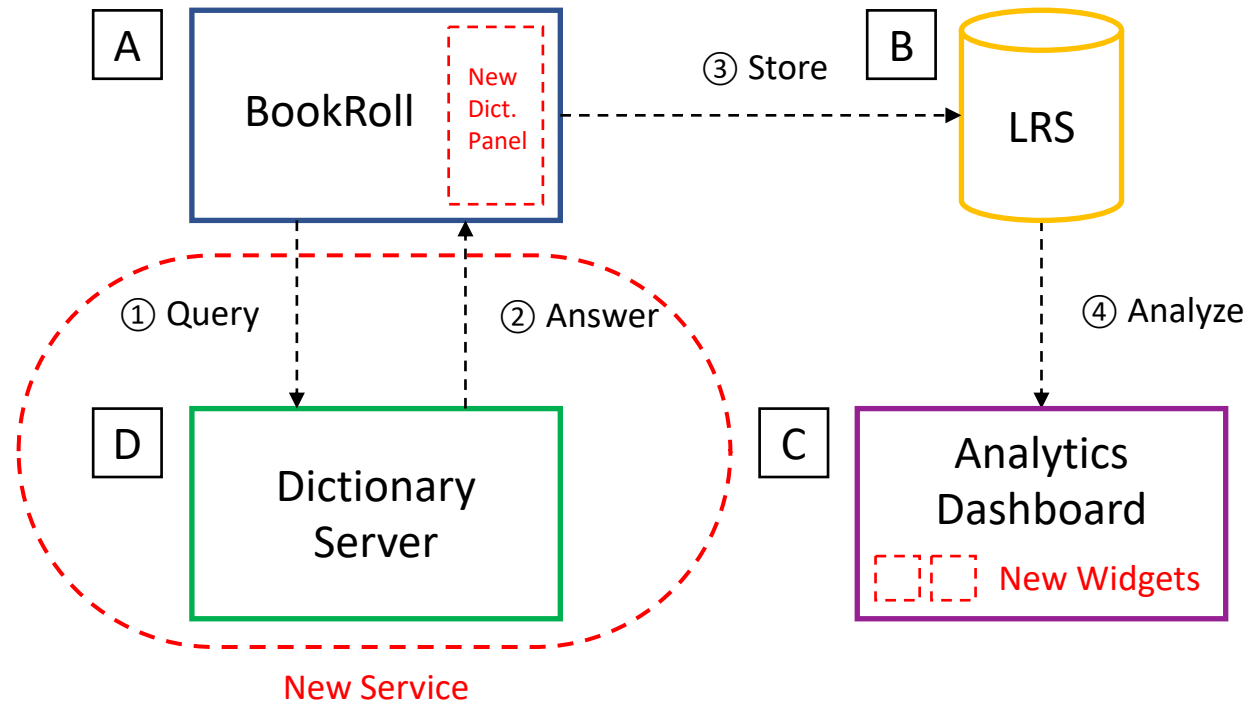 A
BookRoll
New
Dict.
Panel
③ Store
B
LRS
① Query
② Answer
④ Analyze
D
Dictionary
Server
C
Analytics
Dashboard
New Widgets
New Service